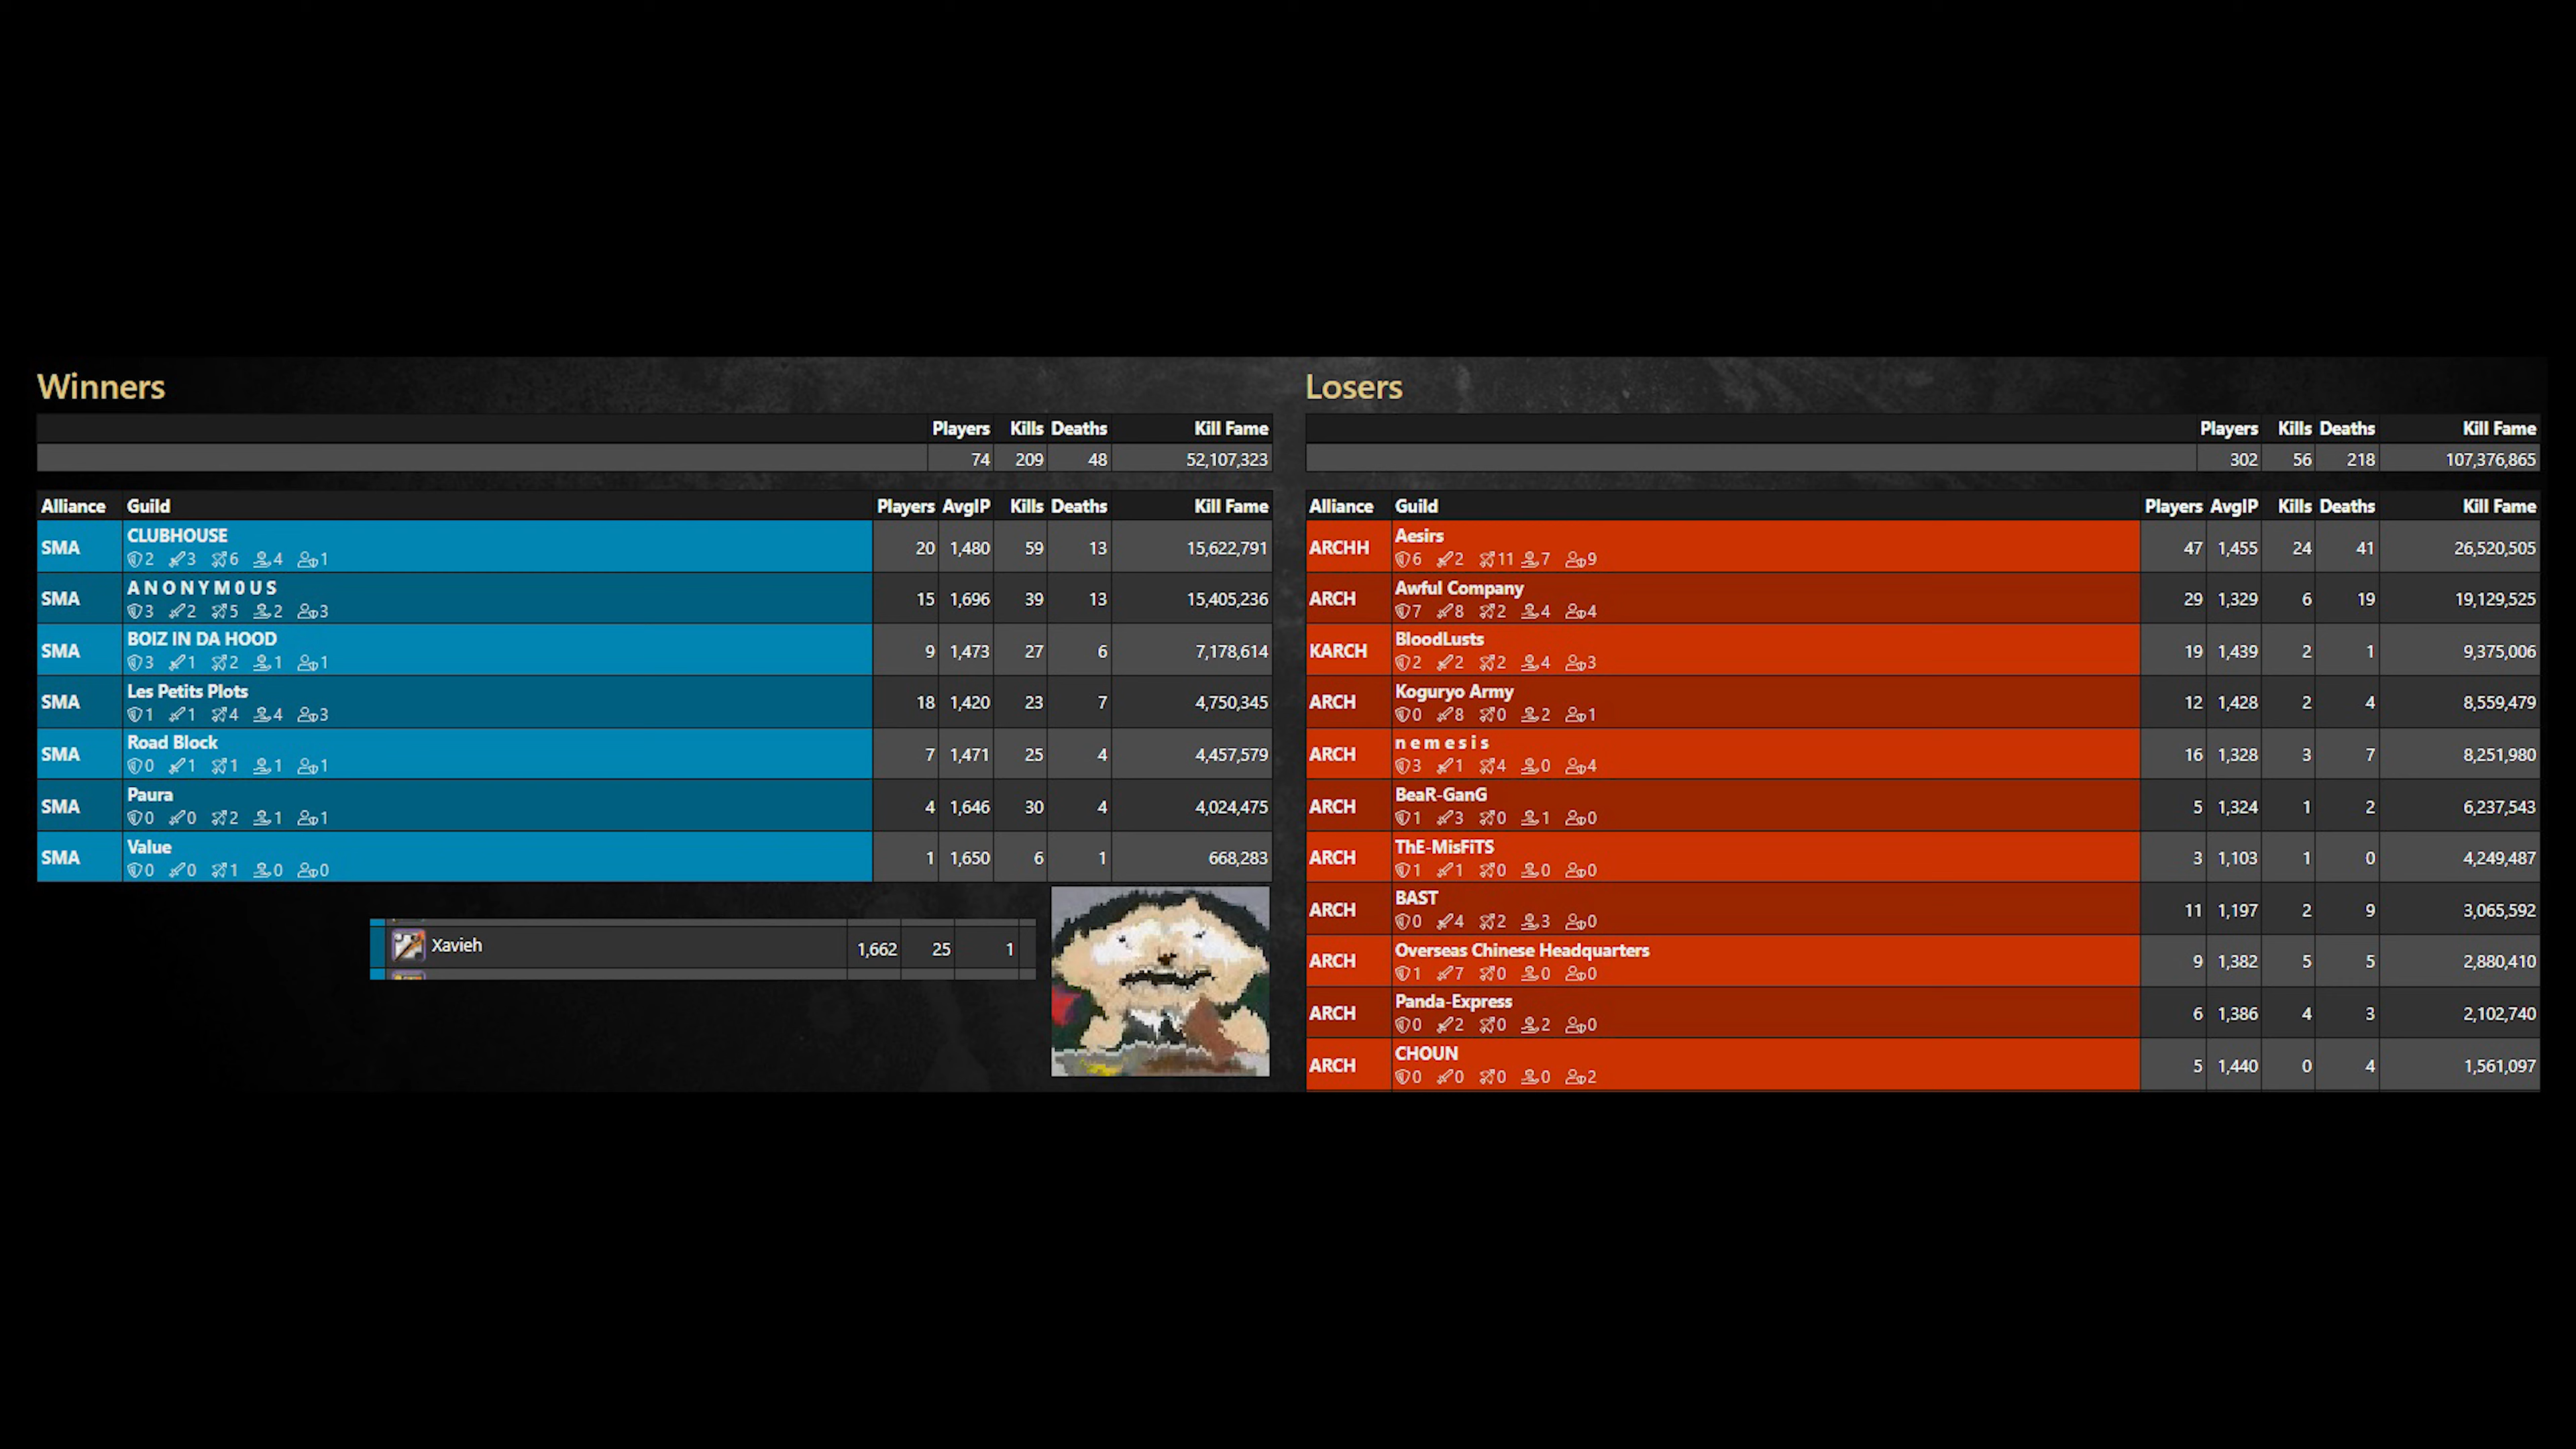 Winners
Players Kills Deaths Kill Fame
74 209 48 52,107,323
Alliance Guild Players AvgIP Kills Deaths Kill Fame
SMA CLUBHOUSE 20 1,480 59 13 15,622,791
2 3 6 4 1
SMA A N O N Y M 0 U S 15 1,696 39 13 15,405,236
3 2 5 2 3
SMA BOIZ IN DA HOOD 9 1,473 27 6 7,178,614
3 1 2 1 1
SMA Les Petits Plots 18 1,420 23 7 4,750,345
1 1 4 4 3
SMA Road Block 7 1,471 25 4 4,457,579
0 1 1 1 1
SMA Paura 4 1,646 30 4 4,024,475
0 0 2 1 1
SMA Value 1 1,650 6 1 668,283
0 0 1 0 0
Xavieh 1,662 25 1
Losers
Players Kills Deaths Kill Fame
302 56 218 107,376,865
Alliance Guild Players AvgIP Kills Deaths Kill Fame
ARCHH Aesirs 47 1,455 24 41 26,520,505
6 2 11 7 9
ARCH Awful Company 29 1,329 6 19 19,129,525
7 8 2 4 4
KARCH BloodLusts 19 1,439 2 1 9,375,006
2 2 2 4 3
ARCH Koguryo Army 12 1,428 2 4 8,559,479
0 8 0 2 1
ARCH n e m e s i s 16 1,328 3 7 8,251,980
3 1 4 0 4
ARCH BeaR-GanG 5 1,324 1 2 6,237,543
1 3 0 1 0
ARCH ThE-MisFiTS 3 1,103 1 0 4,249,487
1 1 0 0 0
ARCH BAST 11 1,197 2 9 3,065,592
0 4 2 3 0
ARCH Overseas Chinese Headquarters 9 1,382 5 5 2,880,410
1 7 0 0 0
ARCH Panda-Express 6 1,386 4 3 2,102,740
0 2 0 2 0
ARCH CHOUN 5 1,440 0 4 1,561,097
0 0 0 0 2